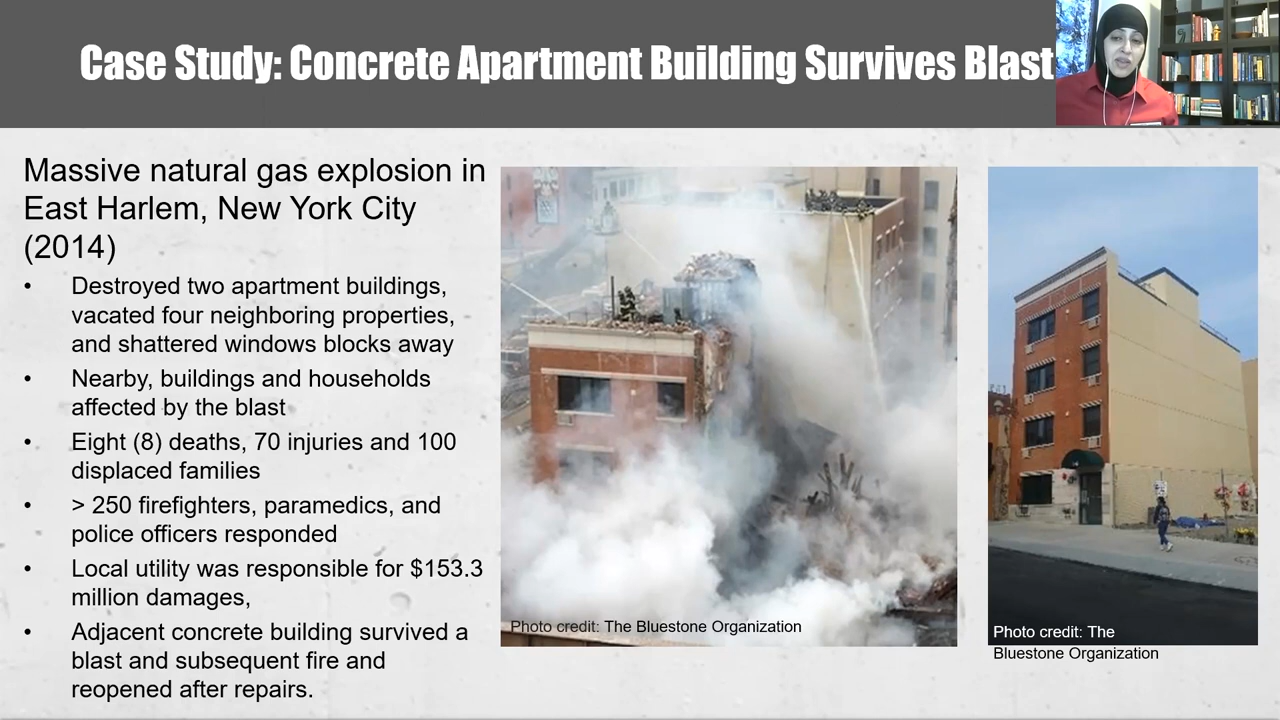 Case Study: Concrete Apartment Building Survives Blast
Massive natural gas explosion in
East Harlem, New York City
(2014)
• Destroyed two apartment buildings,
vacated four neighboring properties,
and shattered windows blocks away
• Nearby, buildings and households
affected by the blast
• Eight (8) deaths, 70 injuries and 100
displaced families
• > 250 firefighters, paramedics, and
police officers responded
• Local utility was responsible for $153.3
million damages,
• Adjacent concrete building survived a
blast and subsequent fire and
reopened after repairs.
Photo credit: The Bluestone Organization
Photo credit: The
Bluestone Organization